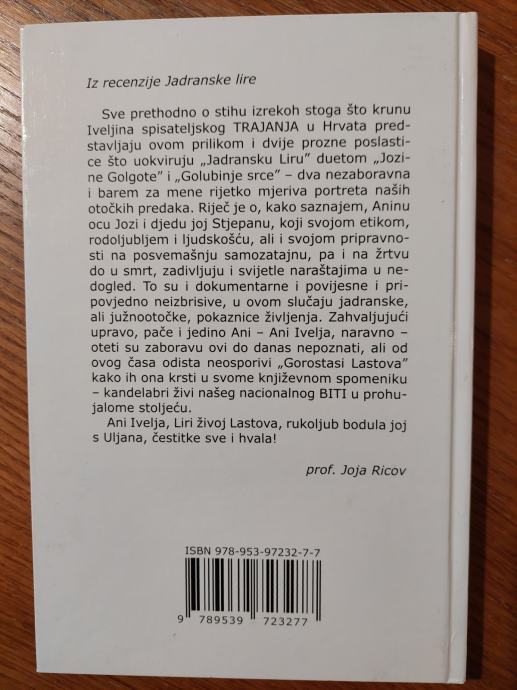 Iz recenzije Jadranske lire
Sve prethodno o stihu izrekoh stoga što krunu
Iveljina spisateljskog TRAJANJA u Hrvata pred-
stavljaju ovom prilikom i dvije prozne poslasti-
ce što uokviruju „Jadransku Liru" duetom „Jozi-
ne Golgote" i „Golubinje srce" – dva nezaboravna
i barem za mene rijetko mjeriva portreta naših
otočkih predaka. Riječ je o, kako saznajem, Aninu
ocu Jozi i djedu joj Stjepanu, koji svojom etikom,
rodoljubljem i ljudskošću, ali i svojom pripravno-
sti na posvemašnju samozatajnu, pa i na žrtvu
do u smrt, zadivljuju i svijetle naraštajima u ne-
dogled. To su i dokumentarne i povijesne i pri-
povjedno neizbrisive, u ovom slučaju jadranske,
ali južnootočke, pokaznice življenja. Zahvaljujući
upravo, pače i jedino Ani – Ani Ivelja, naravno –
oteti su zaboravu ovi do danas nepoznati, ali od
ovog časa odista neosporivi „Gorostasi Lastova"
kako ih ona krsti u svome književnom spomeniku
– kandelabri živi našeg nacionalnog BITI u prohu-
jalome stoljeću.
Ani Ivelja, Liri živoj Lastova, rukoljub bodula joj
s Uljana, čestitke sve i hvala!
prof. Joja Ricov
ISBN 978-953-97232-7-7
9 789539 723277